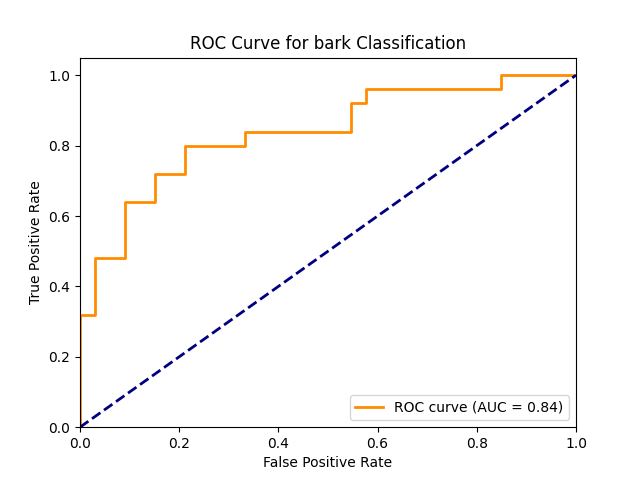 ROC Curve for bark Classification
True Positive Rate
1.0
0.8
0.6
0.4
0.2
0.0
ROC curve (AUC = 0.84)
0.0 0.2 0.4 0.6 0.8 1.0
False Positive Rate